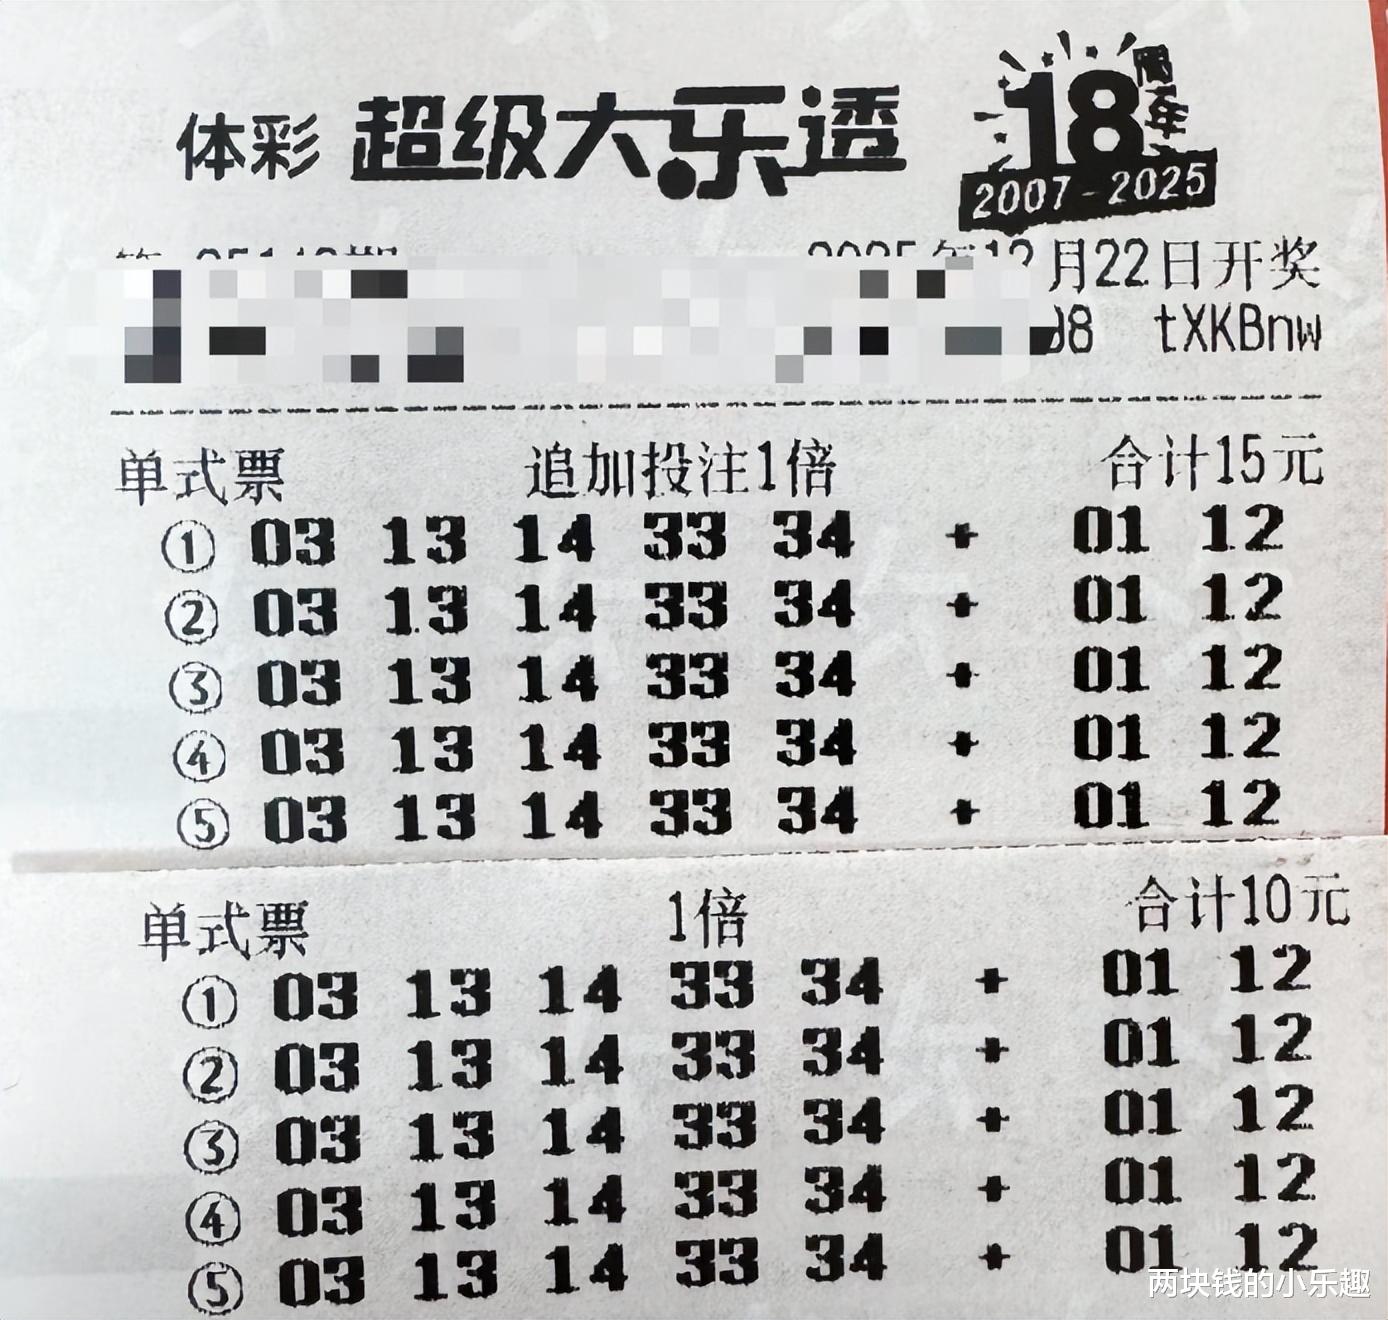 体彩 超级大乐透 18周年
2007-2025
月22日开奖
8 tXKBnw
单式票 追加投注1倍 合计15元
① 03 13 14 33 34 + 01 12
② 03 13 14 33 34 + 01 12
③ 03 13 14 33 34 + 01 12
④ 03 13 14 33 34 + 01 12
⑤ 03 13 14 33 34 + 01 12
单式票 1倍 合计10元
① 03 13 14 33 34 + 01 12
② 03 13 14 33 34 + 01 12
③ 03 13 14 33 34 + 01 12
④ 03 13 14 33 34 + 01 12
⑤ 03 13 14 33 34 + 01 12
两块钱的小乐趣